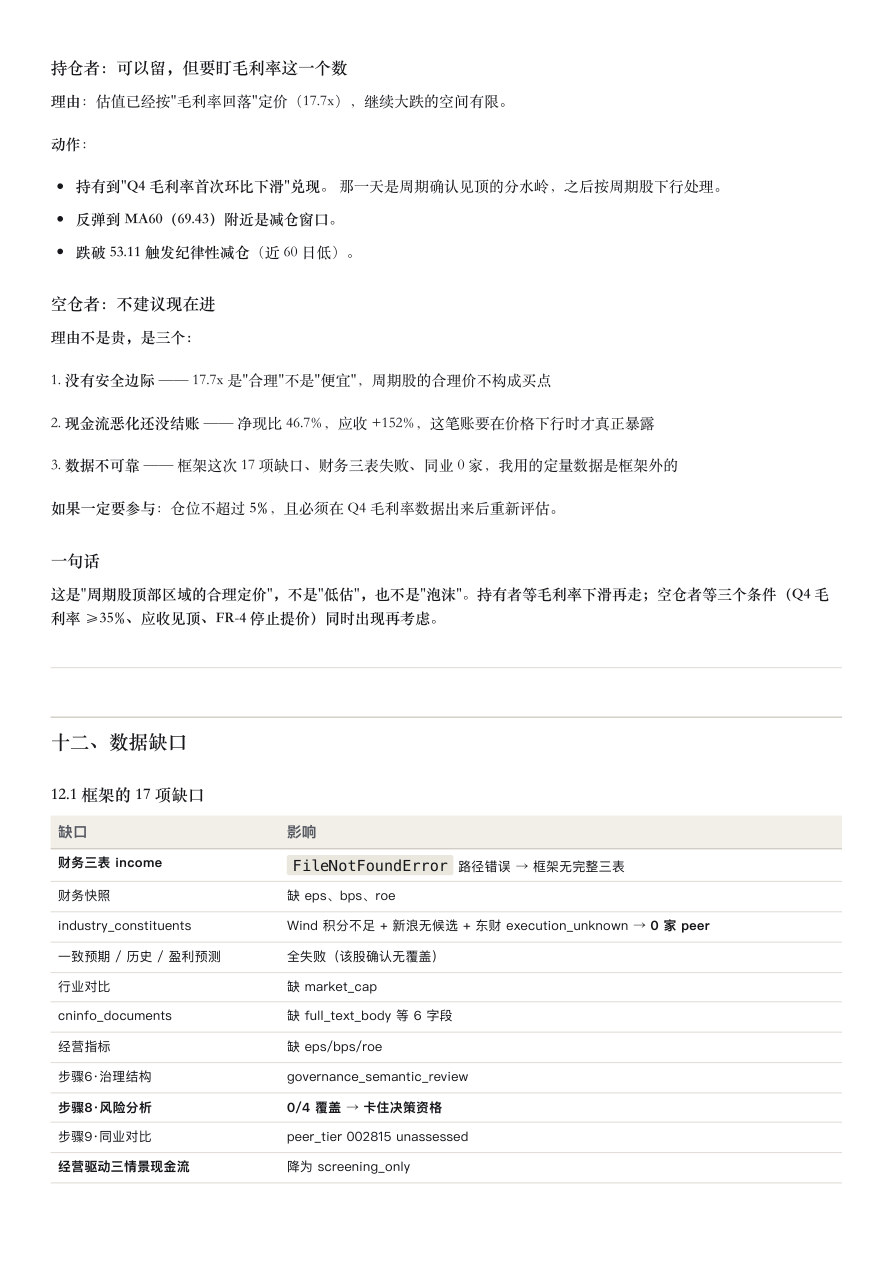 持仓者：可以留，但要盯毛利率这一个数
理由：估值已经按"毛利率回落"定价（17.7x），继续大跌的空间有限。
动作：
• 持有到"Q4 毛利率首次环比下滑"兑现。 那一天是周期确认见顶的分水岭，之后按周期股下行处理。
• 反弹到 MA60（69.43）附近是减仓窗口。
• 跌破 53.11 触发纪律性减仓（近 60 日低）。
空仓者：不建议现在进
理由不是贵，是三个：
1. 没有安全边际 —— 17.7x 是"合理"不是"便宜"，周期股的合理价不构成买点
2. 现金流恶化还没结账 —— 净现比 46.7%，应收 +152%，这笔账要在价格下行时才真正暴露
3. 数据不可靠 —— 框架这次 17 项缺口、财务三表失败、同业 0 家，我用的定量数据是框架外的
如果一定要参与：仓位不超过 5%，且必须在 Q4 毛利率数据出来后重新评估。
一句话
这是"周期股顶部区域的合理定价"，不是"低估"，也不是"泡沫"。持有者等毛利率下滑再走；空仓者等三个条件（Q4 毛
利率 ≥35%、应收见顶、FR-4 停止提价）同时出现再考虑。
十二、数据缺口
12.1 框架的 17 项缺口
缺口 影响
财务三表 income FileNotFoundError 路径错误 → 框架无完整三表
财务快照 缺 eps、bps、roe
industry_constituents Wind 积分不足 + 新浪无候选 + 东财 execution_unknown → 0 家 peer
一致预期 / 历史 / 盈利预测 全失败（该股确认无覆盖）
行业对比 缺 market_cap
cninfo_documents 缺 full_text_body 等 6 字段
经营指标 缺 eps/bps/roe
步骤6·治理结构 governance_semantic_review
步骤8·风险分析 0/4 覆盖 → 卡住决策资格
步骤9·同业对比 peer_tier 002815 unassessed
经营驱动三情景现金流 降为 screening_only